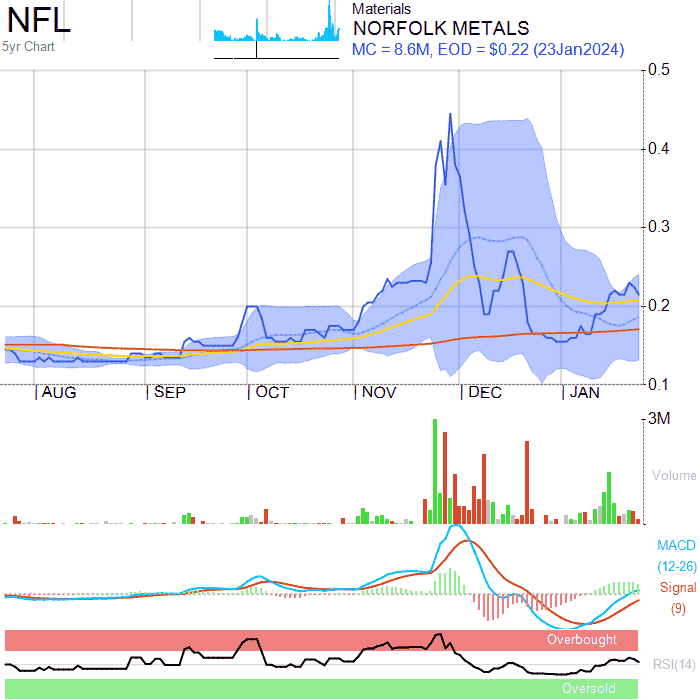 NFL
5yr Chart
Materials
NORFOLK METALS
MC = 8.6M, EOD = $0.22 (23Jan2024)
0.5
0.4
0.3
0.2
0.1
AUG
SEP
OCT
NOV
DEC
JAN
3M
Volume
MACD
(12-26)
Signal
(9)
Overbought
RSI(14)
Oversold